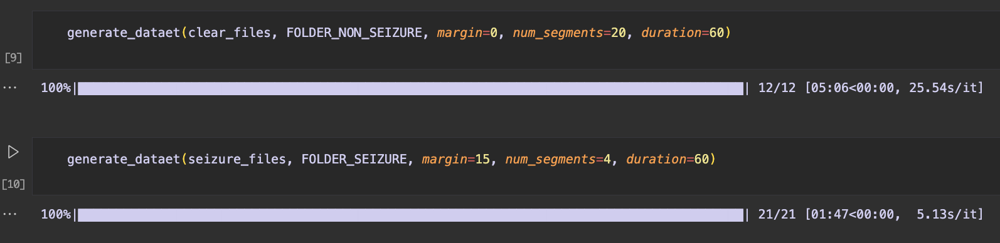 generate_dataet(clear_files, FOLDER_NON_SEIZURE, margin=0, num_segments=20, duration=60)
[9]
... 100%|██████████| 12/12 [05:06<00:00, 25.54s/it]
generate_dataet(seizure_files, FOLDER_SEIZURE, margin=15, num_segments=4, duration=60)
[10]
... 100%|██████████| 21/21 [01:47<00:00,  5.13s/it]